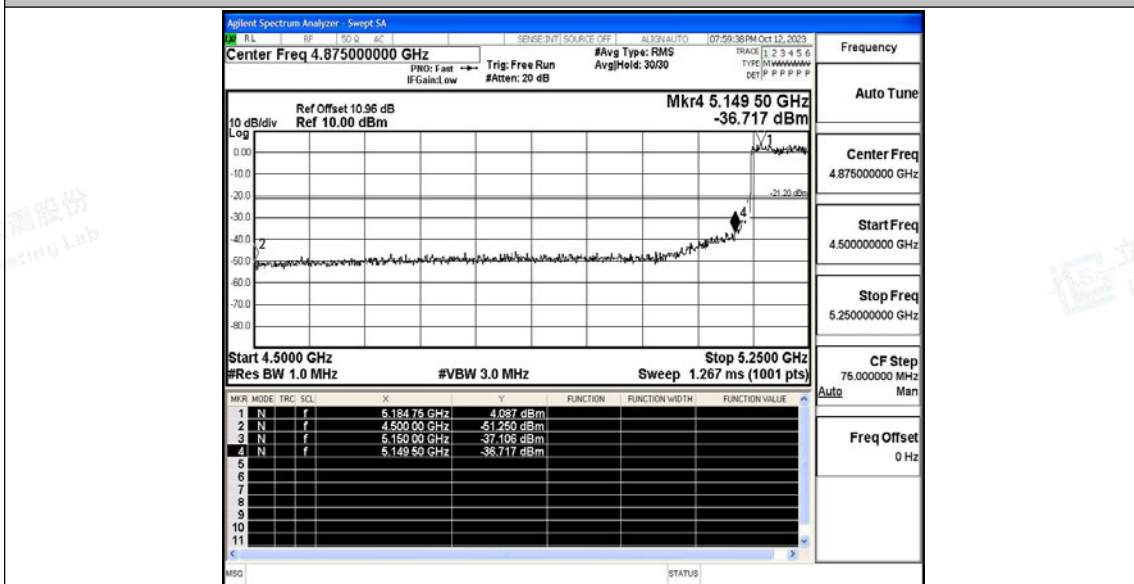 Agilent Spectrum Analyzer - Swept SA
RL RF 50 Ω AC SENSE:INT SOURCE OFF ALIGN AUTO 07:59:38PM Oct 12, 2023
Center Freq 4.875000000 GHz
PNO: Fast
IFGain:Low
Trig: Free Run
#Atten: 20 dB
#Avg Type: RMS
Avg|Hold: 30/30
TRACE 1 2 3 4 5 6
TYPE M W W W W W
DET P P P P P P
Ref Offset 10.96 dB
Ref 10.00 dBm
10 dB/div
Log
Mkr4 5.149 50 GHz
-36.717 dBm
0.00
-10.0
-20.0
-30.0
-40.0
-50.0
-60.0
-70.0
-80.0
1
-21.20 dBm
4
2
Start 4.5000 GHz
Stop 5.2500 GHz
#Res BW 1.0 MHz
#VBW 3.0 MHz
Sweep 1.267 ms (1001 pts)
MKR MODE TRC SCL X Y FUNCTION FUNCTION WIDTH FUNCTION VALUE
1 N f 5.184 75 GHz 4.087 dBm
2 N f 4.500 00 GHz -51.250 dBm
3 N f 5.150 00 GHz -37.106 dBm
4 N f 5.149 50 GHz -36.717 dBm
5
6
7
8
9
10
11
MSG
STATUS
Frequency
Auto Tune
Center Freq
4.875000000 GHz
Start Freq
4.500000000 GHz
Stop Freq
5.250000000 GHz
CF Step
75.000000 MHz
Auto Man
Freq Offset
0 Hz
测股份
sting Lab
立